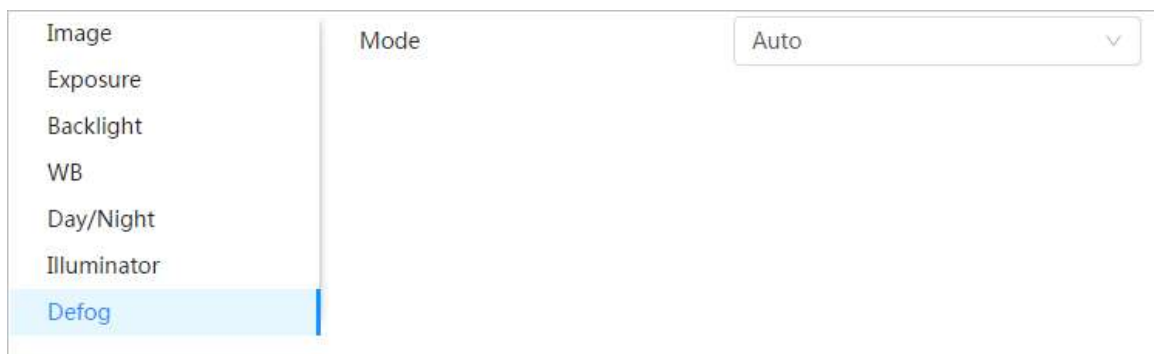 Image
Exposure
Backlight
WB
Day/Night
Illuminator
Defog
Mode
Auto